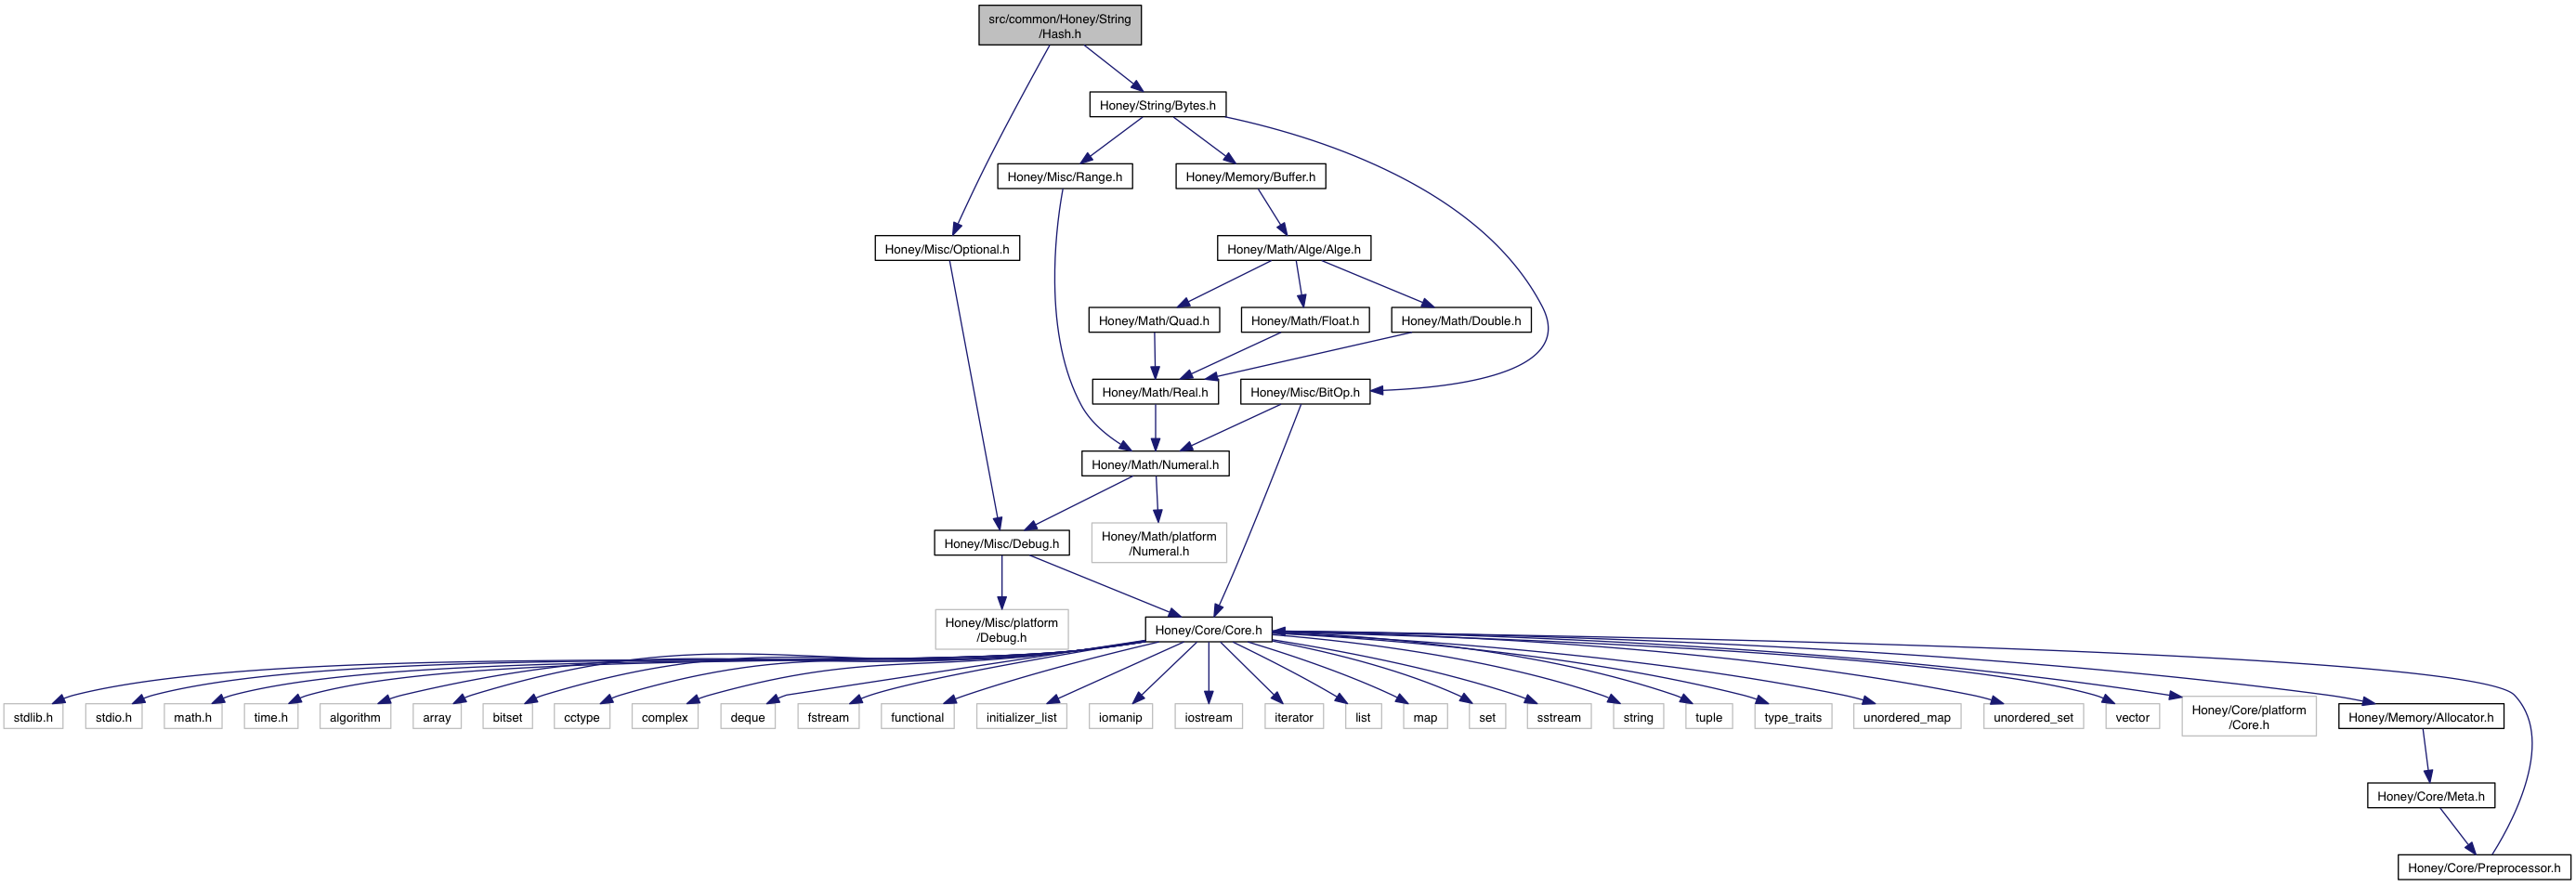 src/common/Honey/String
/Hash.h
Honey/String/Bytes.h
Honey/Misc/Range.h
Honey/Memory/Buffer.h
Honey/Misc/Optional.h
Honey/Math/Alge/Alge.h
Honey/Math/Quad.h
Honey/Math/Float.h
Honey/Math/Double.h
Honey/Math/Real.h
Honey/Misc/BitOp.h
Honey/Math/Numeral.h
Honey/Misc/Debug.h
Honey/Math/platform
/Numeral.h
Honey/Misc/platform
/Debug.h
Honey/Core/Core.h
stdlib.h
stdio.h
math.h
time.h
algorithm
array
bitset
cctype
complex
deque
fstream
functional
initializer_list
iomanip
iostream
iterator
list
map
set
sstream
string
tuple
type_traits
unordered_map
unordered_set
vector
Honey/Core/platform
/Core.h
Honey/Memory/Allocator.h
Honey/Core/Meta.h
Honey/Core/Preprocessor.h